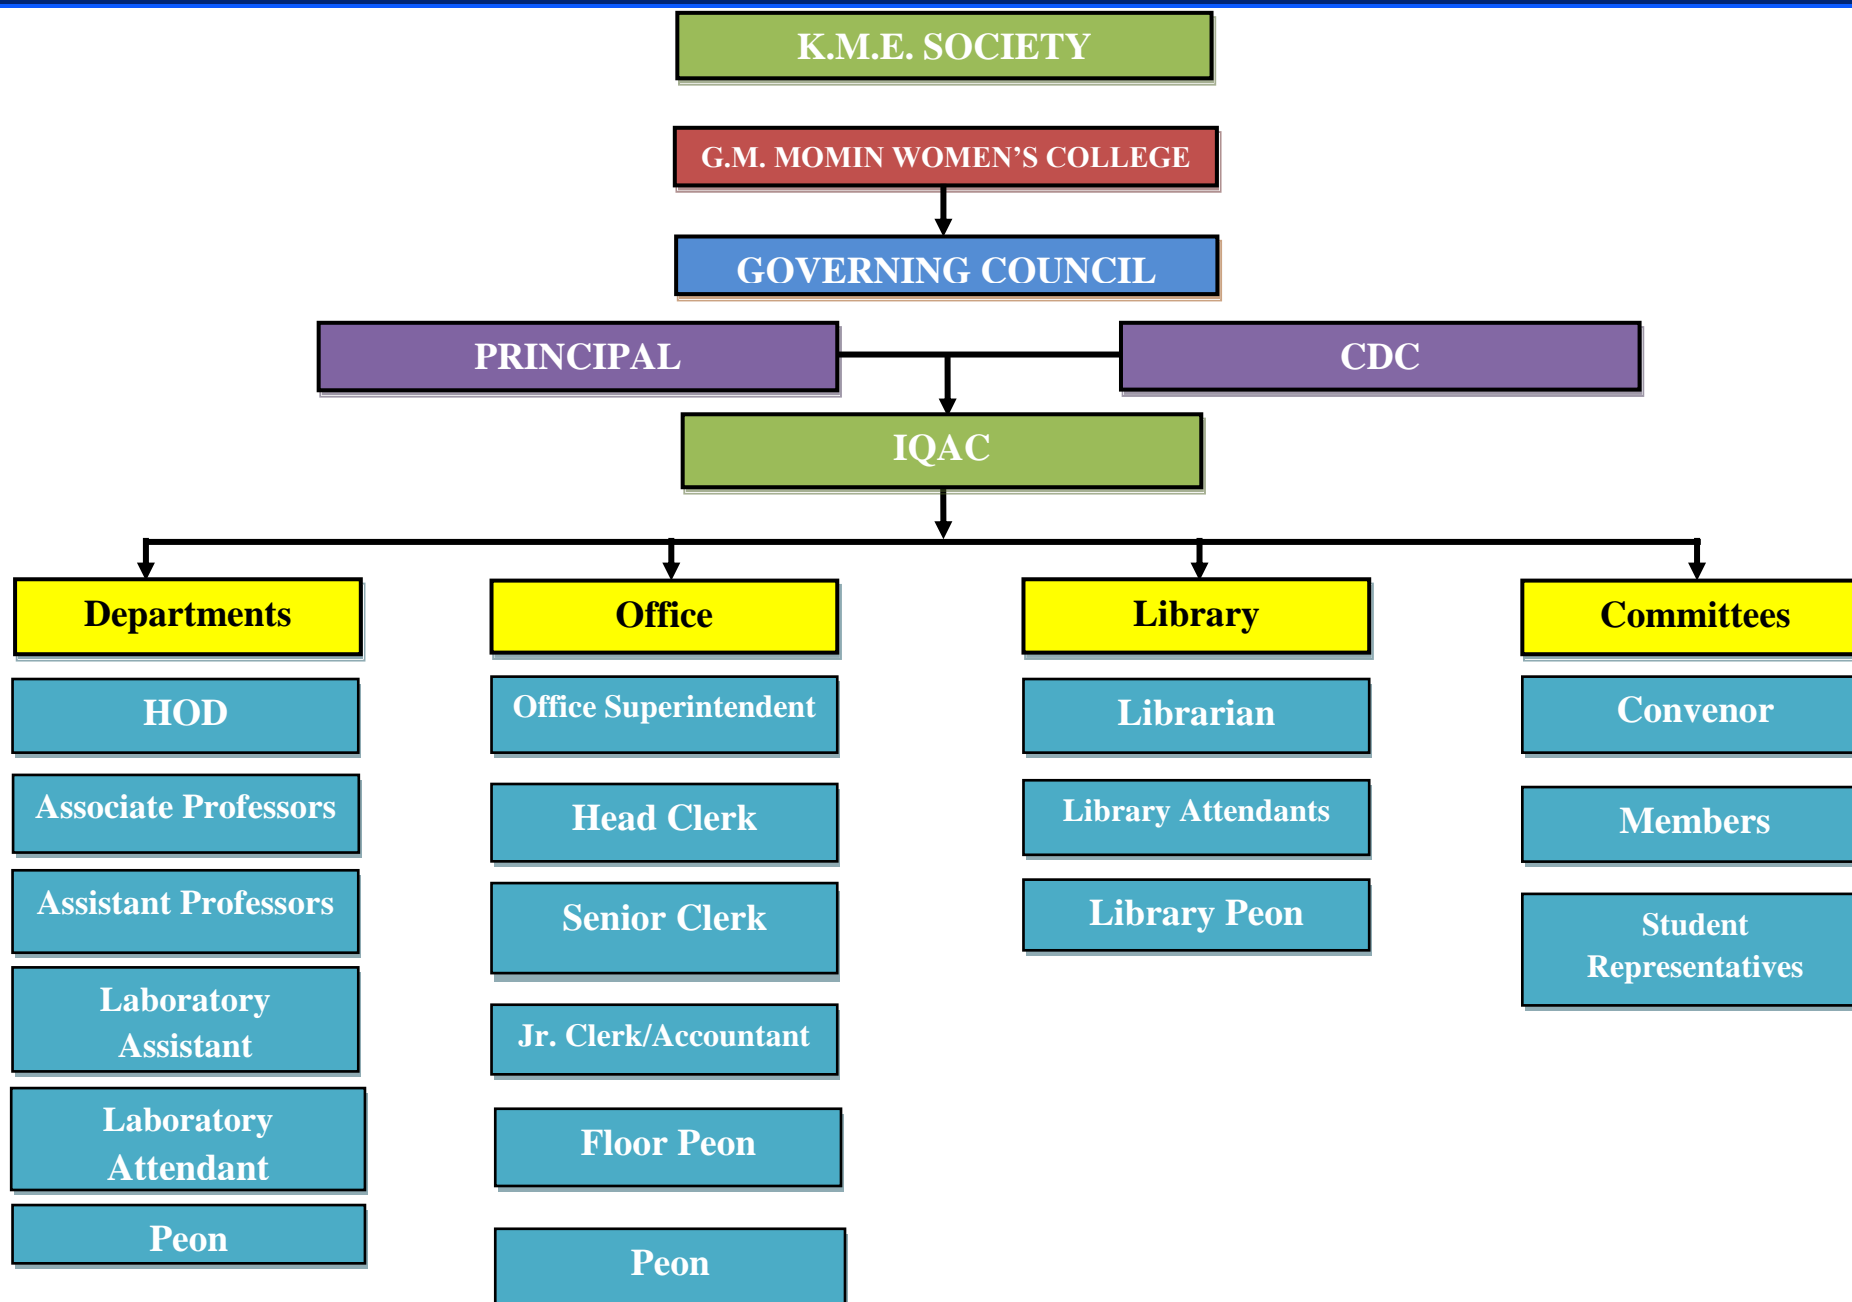 K.M.E. SOCIETY
G.M. MOMIN WOMEN’S COLLEGE
GOVERNING COUNCIL
PRINCIPAL
CDC
IQAC
Departments
Office
Library
Committees
HOD
Associate Professors
Assistant Professors
Laboratory
Assistant
Laboratory
Attendant
Peon
Office Superintendent
Head Clerk
Senior Clerk
Jr. Clerk/Accountant
Floor Peon
Peon
Librarian
Library Attendants
Library Peon
Convenor
Members
Student
Representatives